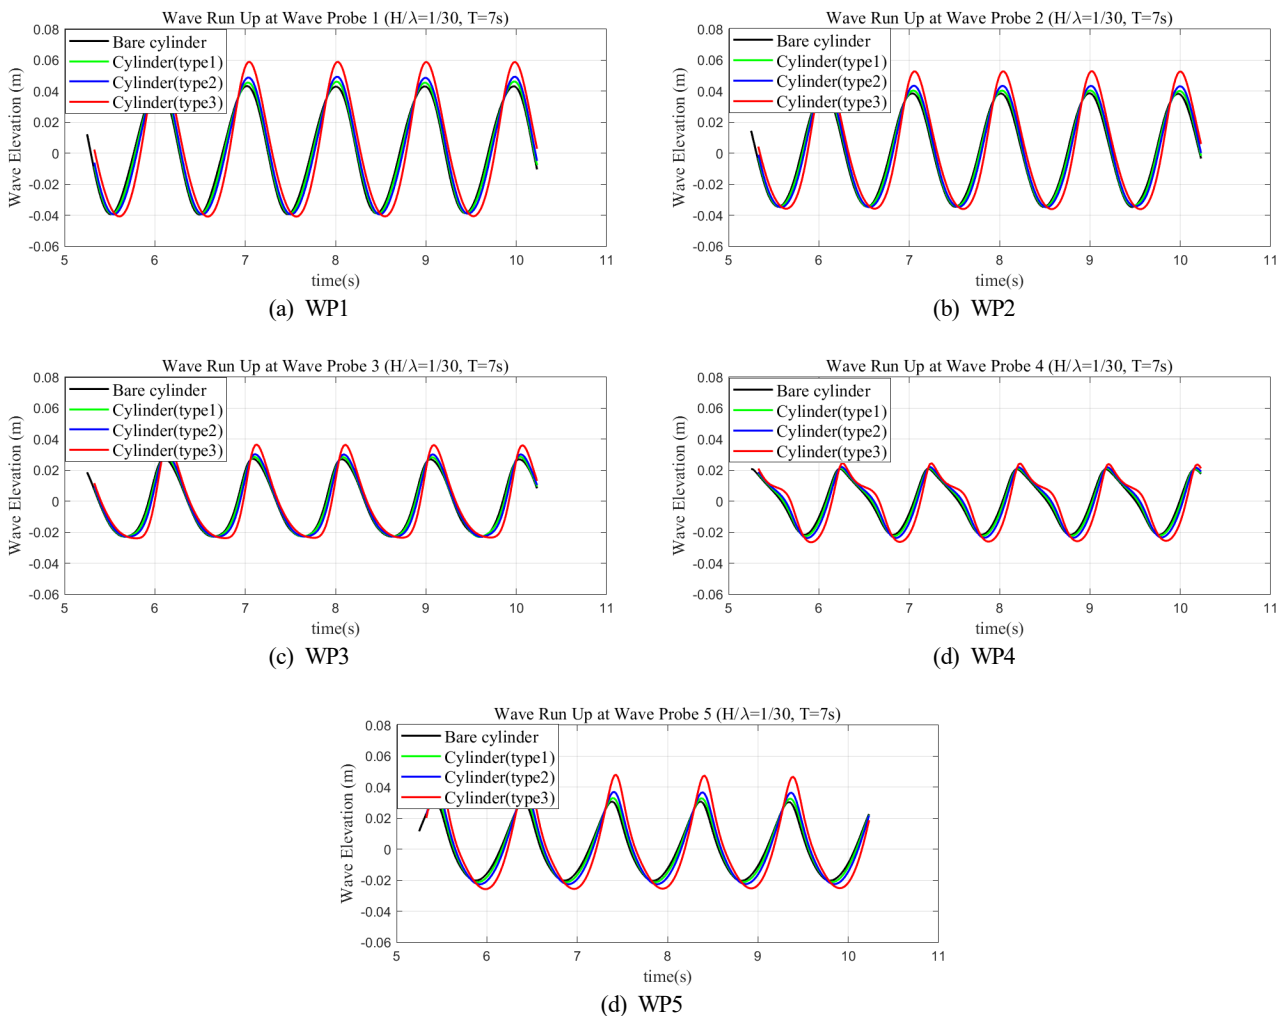 Wave Run Up at Wave Probe 1 (H/λ=1/30, T=7s)
0.08
0.06
0.04
0.02
0
-0.02
-0.04
-0.06
Wave Elevation (m)
Bare cylinder
Cylinder(type1)
Cylinder(type2)
Cylinder(type3)
5 6 7 8 9 10 11
time(s)
(a) WP1
Wave Run Up at Wave Probe 2 (H/λ=1/30, T=7s)
0.08
0.06
0.04
0.02
0
-0.02
-0.04
-0.06
Wave Elevation (m)
Bare cylinder
Cylinder(type1)
Cylinder(type2)
Cylinder(type3)
5 6 7 8 9 10 11
time(s)
(b) WP2
Wave Run Up at Wave Probe 3 (H/λ=1/30, T=7s)
0.08
0.06
0.04
0.02
0
-0.02
-0.04
-0.06
Wave Elevation (m)
Bare cylinder
Cylinder(type1)
Cylinder(type2)
Cylinder(type3)
5 6 7 8 9 10 11
time(s)
(c) WP3
Wave Run Up at Wave Probe 4 (H/λ=1/30, T=7s)
0.08
0.06
0.04
0.02
0
-0.02
-0.04
-0.06
Wave Elevation (m)
Bare cylinder
Cylinder(type1)
Cylinder(type2)
Cylinder(type3)
5 6 7 8 9 10 11
time(s)
(d) WP4
Wave Run Up at Wave Probe 5 (H/λ=1/30, T=7s)
0.08
0.06
0.04
0.02
0
-0.02
-0.04
-0.06
Wave Elevation (m)
Bare cylinder
Cylinder(type1)
Cylinder(type2)
Cylinder(type3)
5 6 7 8 9 10 11
time(s)
(d) WP5